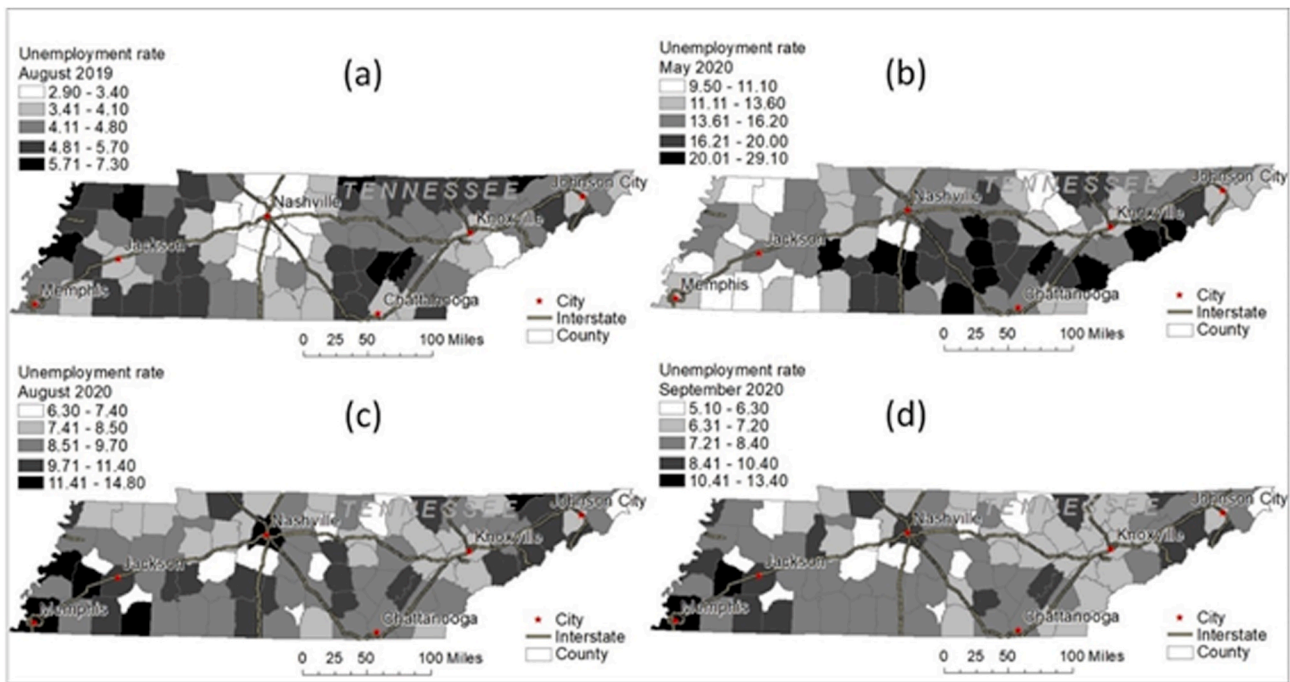 (a)
Unemployment rate
August 2019
2.90 - 3.40
3.41 - 4.10
4.11 - 4.80
4.81 - 5.70
5.71 - 7.30
TENNESSEE
Johnson City
Nashville
Knoxville
Jackson
Memphis
Chattanooga
City
Interstate
County
0 25 50 100 Miles
(b)
Unemployment rate
May 2020
9.50 - 11.10
11.11 - 13.60
13.61 - 16.20
16.21 - 20.00
20.01 - 29.10
TENNESSEE
Johnson City
Nashville
Knoxville
Jackson
Memphis
Chattanooga
City
Interstate
County
0 25 50 100 Miles
(c)
Unemployment rate
August 2020
6.30 - 7.40
7.41 - 8.50
8.51 - 9.70
9.71 - 11.40
11.41 - 14.80
TENNESSEE
Johnson City
Nashville
Knoxville
Jackson
Memphis
Chattanooga
City
Interstate
County
0 25 50 100 Miles
(d)
Unemployment rate
September 2020
5.10 - 6.30
6.31 - 7.20
7.21 - 8.40
8.41 - 10.40
10.41 - 13.40
TENNESSEE
Johnson City
Nashville
Knoxville
Jackson
Memphis
Chattanooga
City
Interstate
County
0 25 50 100 Miles